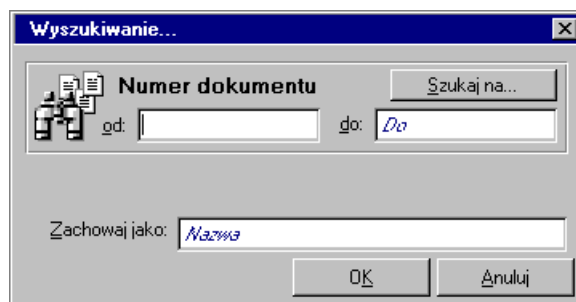 Wyszukiwanie...
Numer dokumentu
Szukaj na...
od:
do: Do
Zachowaj jako: Nazwa
OK
Anuluj